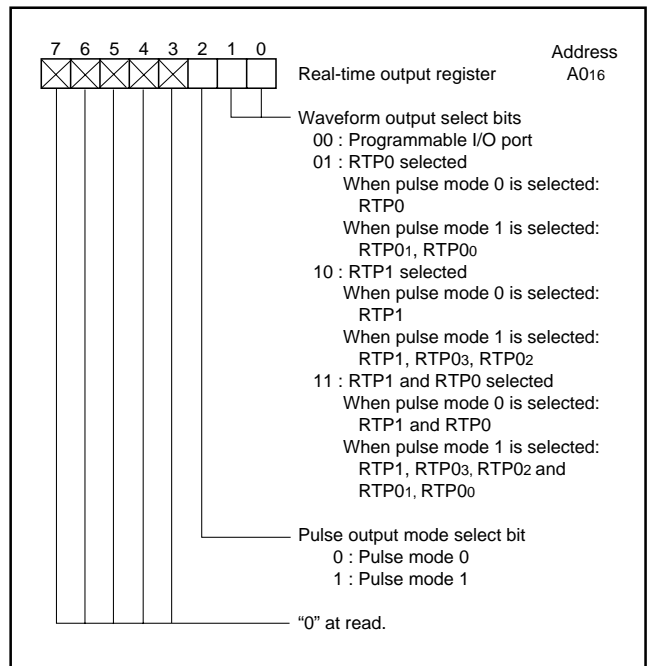 7 6 5 4 3 2 1 0
Address
Real-time output register A016
Waveform output select bits
00 : Programmable I/O port
01 : RTP0 selected
When pulse mode 0 is selected:
RTP0
When pulse mode 1 is selected:
RTP01, RTP00
10 : RTP1 selected
When pulse mode 0 is selected:
RTP1
When pulse mode 1 is selected:
RTP1, RTP03, RTP02
11 : RTP1 and RTP0 selected
When pulse mode 0 is selected:
RTP1 and RTP0
When pulse mode 1 is selected:
RTP1, RTP03, RTP02 and
RTP01, RTP00
Pulse output mode select bit
0 : Pulse mode 0
1 : Pulse mode 1
“0” at read.